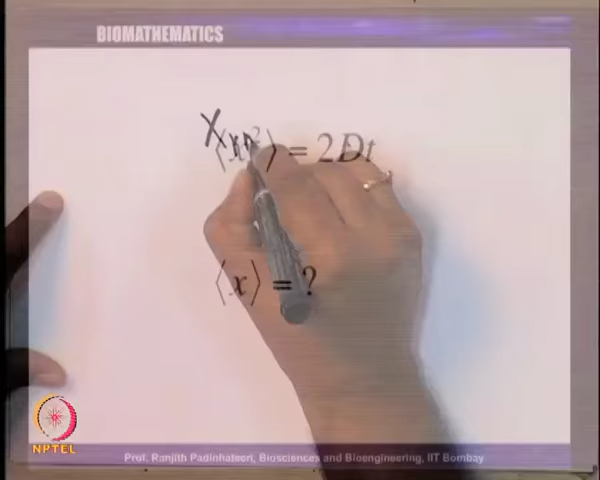 BIOMATHEMATICS
⟨x²⟩ = 2Dt
⟨x⟩ = ?
NPTEL
Prof. Ranjith Padinhateeri, Biosciences and Bioengineering, IIT Bombay